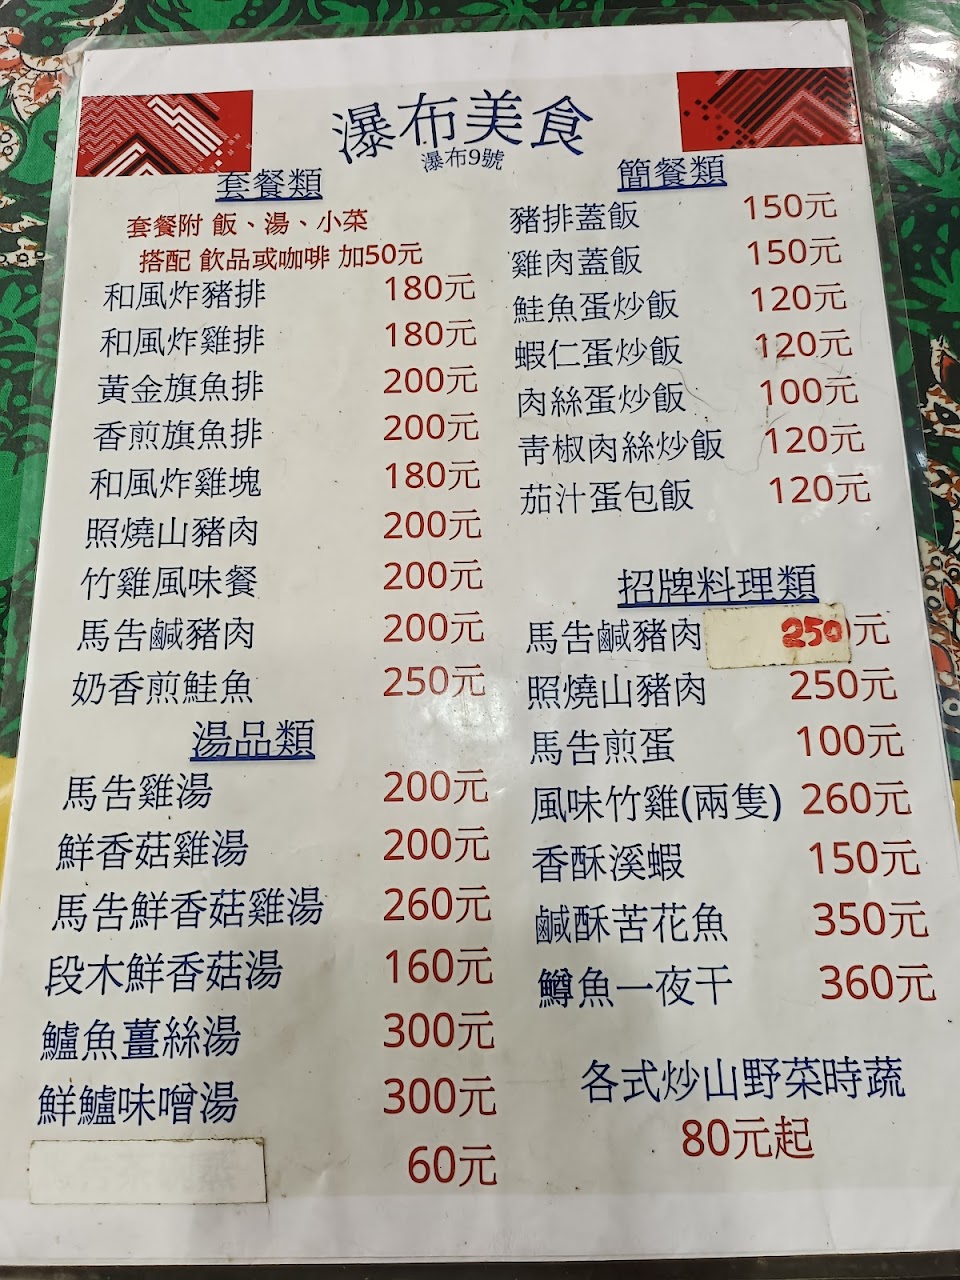 瀑布美食
瀑布9號
套餐類
套餐附 飯、湯、小菜
搭配 飲品或咖啡 加50元
和風炸豬排 180元
和風炸雞排 180元
黃金旗魚排 200元
香煎旗魚排 200元
和風炸雞塊 180元
照燒山豬肉 200元
竹雞風味餐 200元
馬告鹹豬肉 200元
奶香煎鮭魚 250元
湯品類
馬告雞湯 200元
鮮香菇雞湯 200元
馬告鮮香菇雞湯 260元
段木鮮香菇湯 160元
鱸魚薑絲湯 300元
鮮鱸味噌湯 300元
60元
簡餐類
豬排蓋飯 150元
雞肉蓋飯 150元
鮭魚蛋炒飯 120元
蝦仁蛋炒飯 120元
肉絲蛋炒飯 100元
青椒肉絲炒飯 120元
茄汁蛋包飯 120元
招牌料理類
馬告鹹豬肉 250元
照燒山豬肉 250元
馬告煎蛋 100元
風味竹雞(兩隻) 260元
香酥溪蝦 150元
鹹酥苦花魚 350元
鱒魚一夜干 360元
各式炒山野菜時蔬
80元起